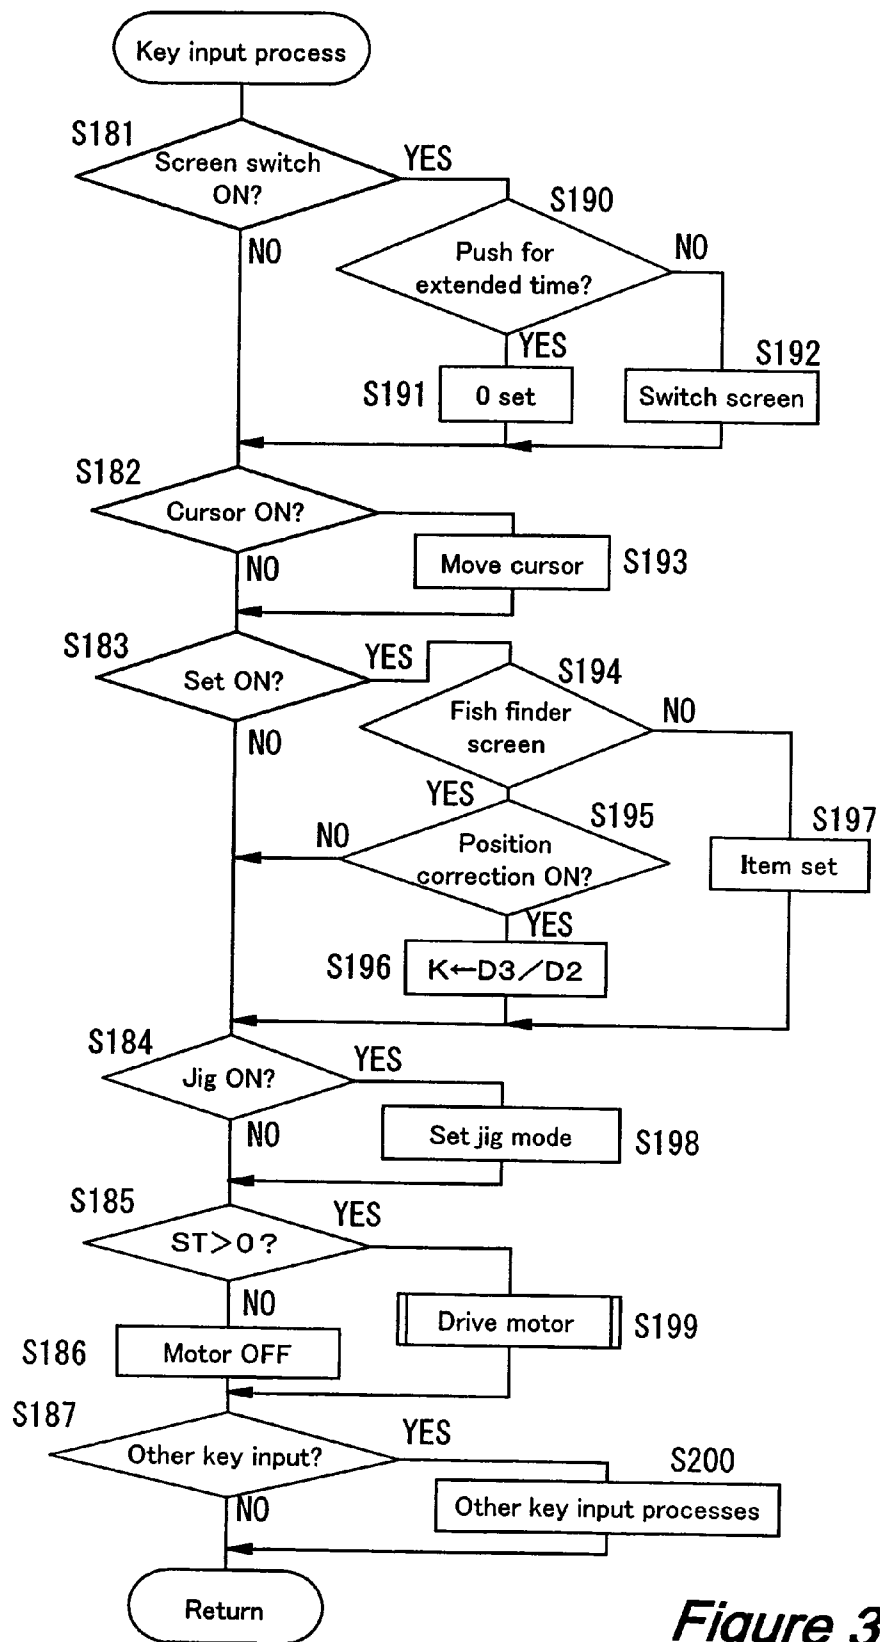 Key input process
S181
Screen switch
ON?
YES
NO
S190
Push for
extended time?
NO
YES
S191
0 set
S192
Switch screen
S182
Cursor ON?
NO
Move cursor
S193
S183
Set ON?
YES
NO
S194
Fish finder
screen
NO
YES
S195
Position
correction ON?
NO
YES
S197
Item set
S196
K←D3/D2
S184
Jig ON?
YES
NO
Set jig mode
S198
S185
ST>0?
YES
NO
Drive motor
S199
S186
Motor OFF
S187
Other key input?
YES
NO
S200
Other key input processes
Return
Figure 3